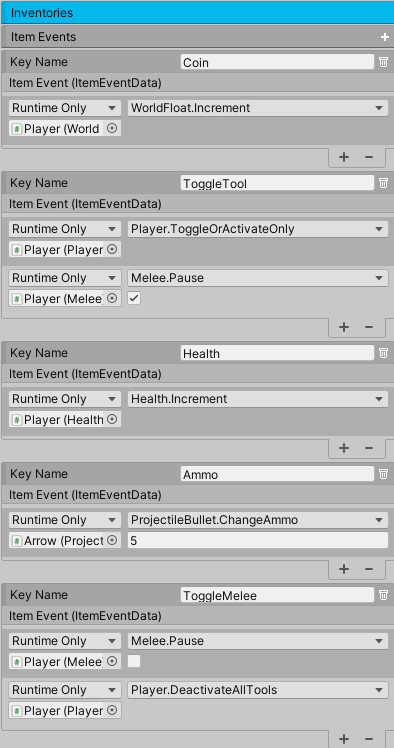 Inventories
Item Events
Key Name Coin
Item Event (ItemEventData)
Runtime Only WorldFloat.Increment
Player (World
Key Name ToggleTool
Item Event (ItemEventData)
Runtime Only Player.ToggleOrActivateOnly
Player (Player
Runtime Only Melee.Pause
Player (Melee)
Key Name Health
Item Event (ItemEventData)
Runtime Only Health.Increment
Player (Health
Key Name Ammo
Item Event (ItemEventData)
Runtime Only ProjectileBullet.ChangeAmmo
Arrow (Project 5
Key Name ToggleMelee
Item Event (ItemEventData)
Runtime Only Melee.Pause
Player (Melee)
Runtime Only Player.DeactivateAllTools
Player (Player